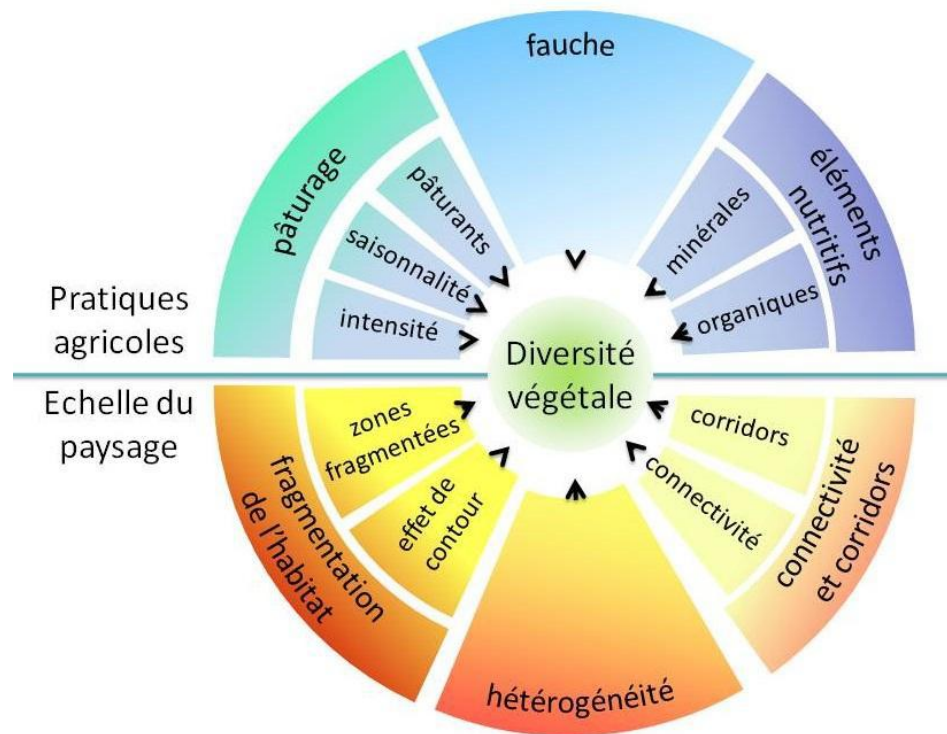 fauche
pâturage
pâturants
saisonnalité
intensité
éléments
nutritifs
minérales
organiques
Pratiques
agricoles
Diversité
végétale
Echelle du
paysage
zones
fragmentées
effet de
contour
fragmentation
de l'habitat
hétérogénéité
corridors
connectivité
connectivité
et corridors